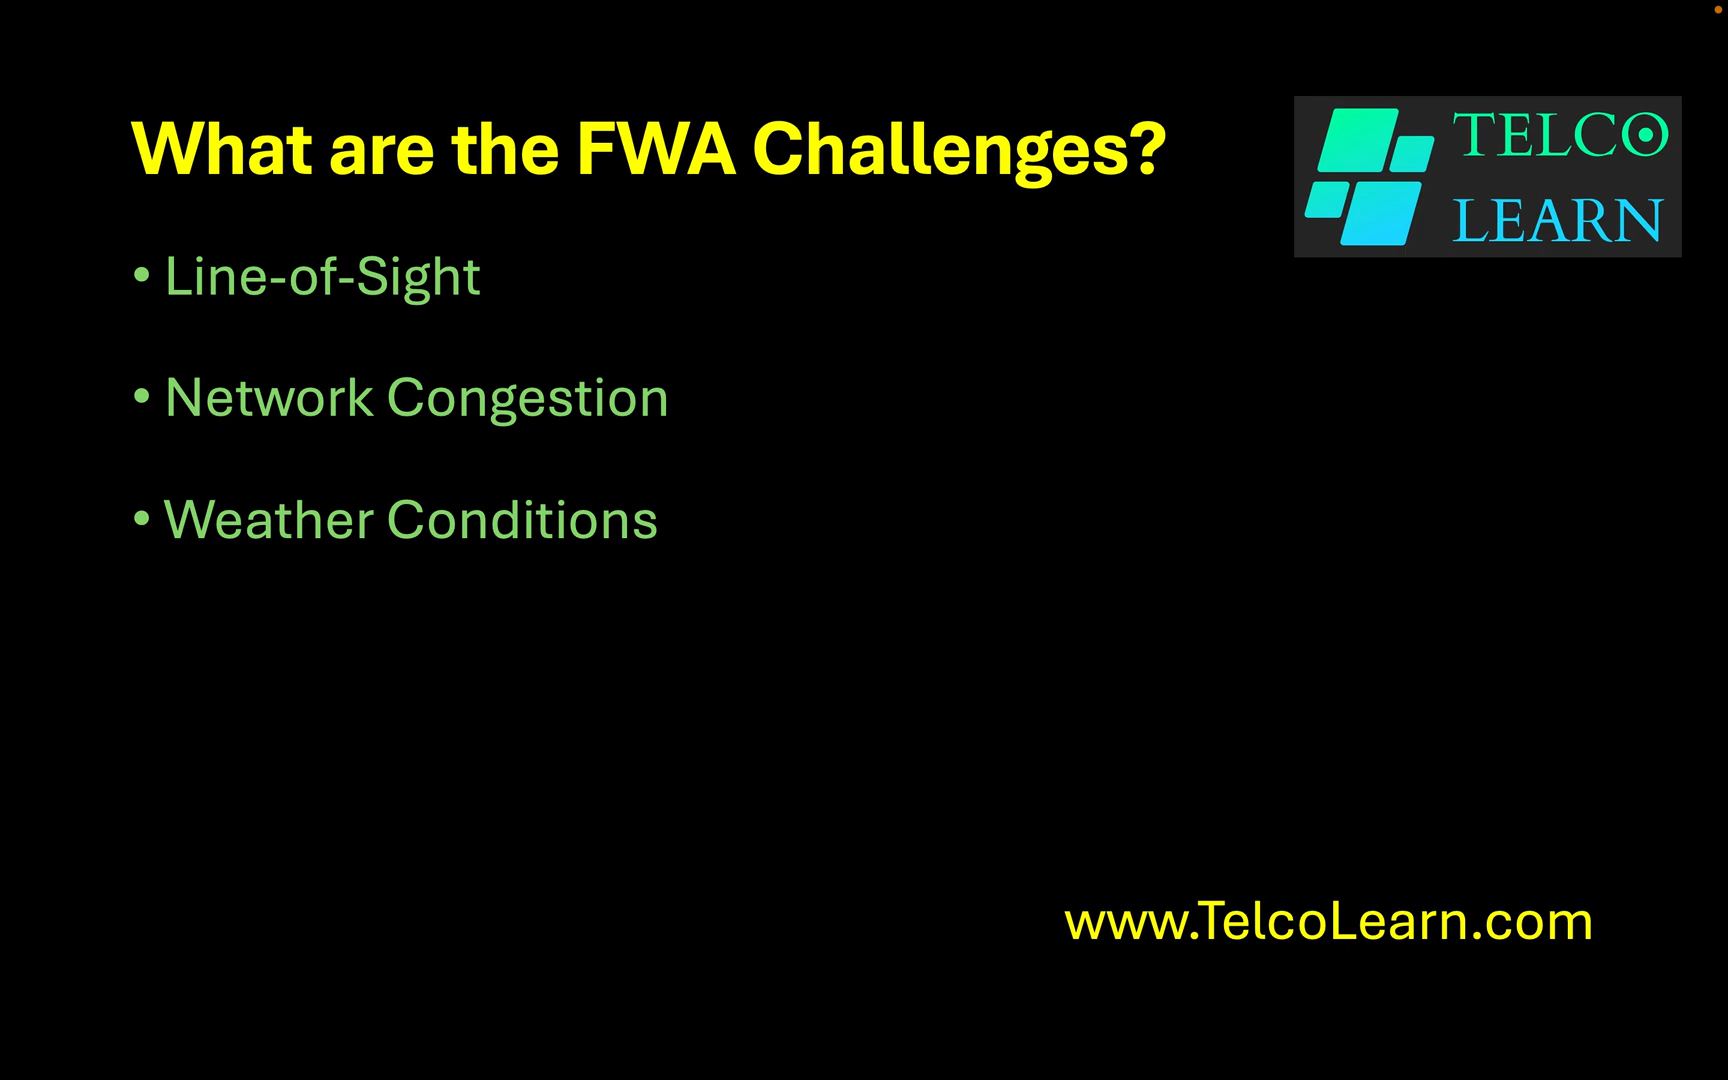 What are the FWA Challenges?
TELCO
LEARN
• Line-of-Sight
• Network Congestion
• Weather Conditions
www.TelcoLearn.com